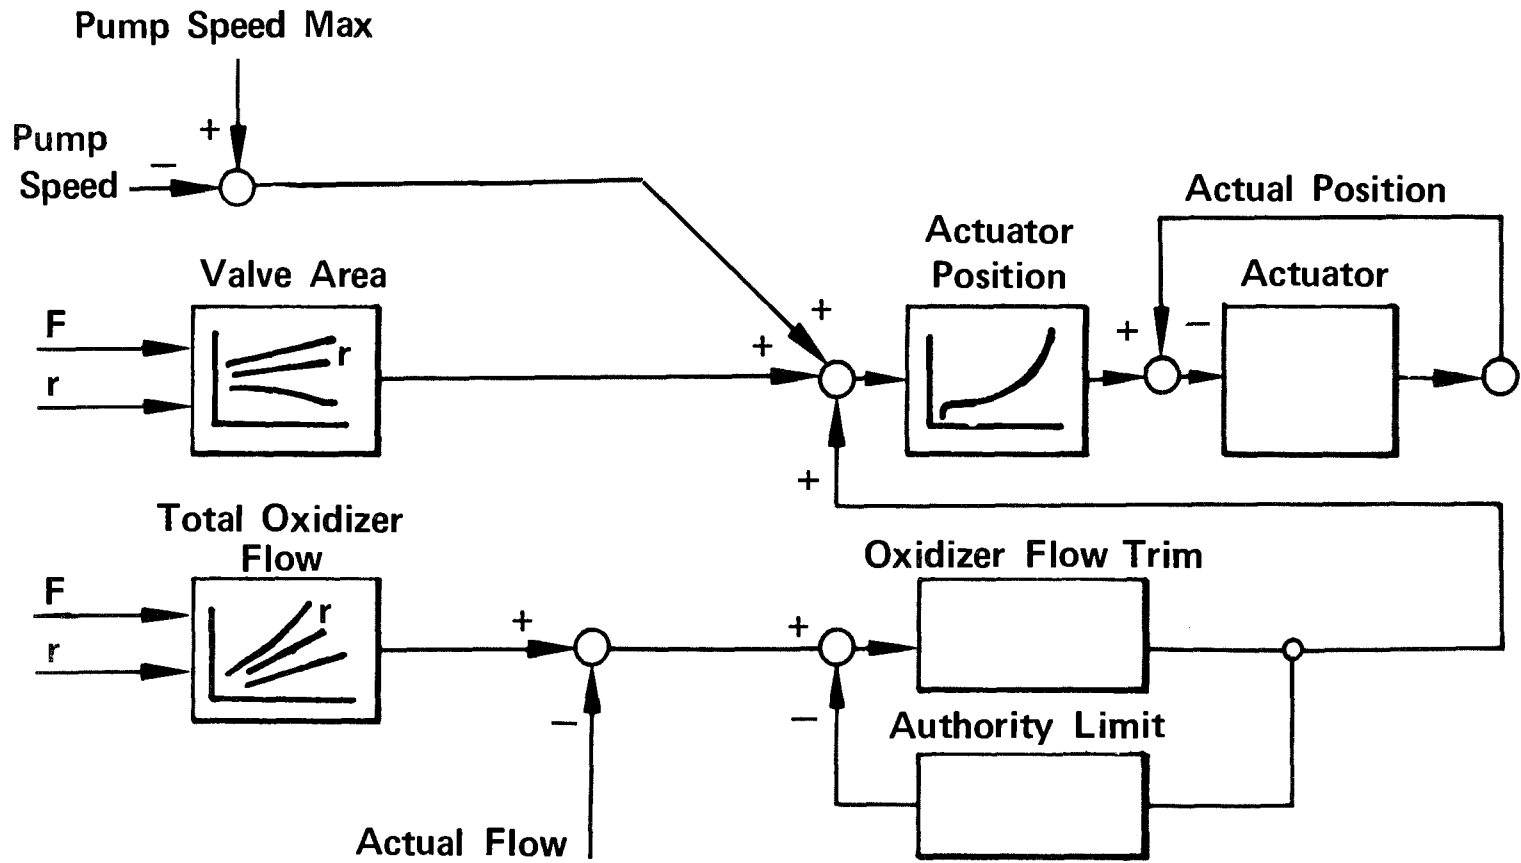 Pump Speed Max
+
Pump
Speed
−
Actual Position
Actuator
Position
Actuator
Valve Area
F
r
r
+
+
+
−
+
Total Oxidizer
Flow
F
r
r
+
−
Actual Flow
Oxidizer Flow Trim
+
−
Authority Limit